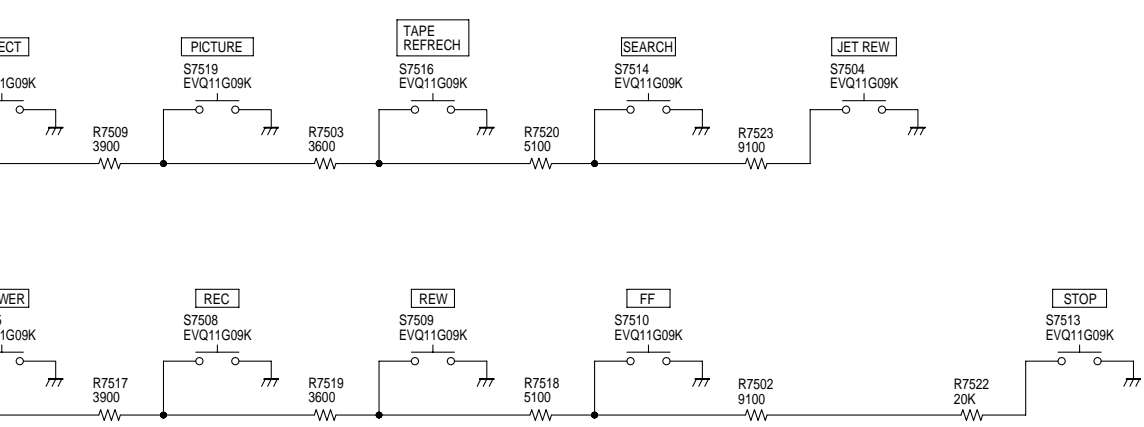 ECT
1G09K
R7509
3900
PICTURE
S7519
EVQ11G09K
R7503
3600
TAPE
REFRECH
S7516
EVQ11G09K
R7520
5100
SEARCH
S7514
EVQ11G09K
R7523
9100
JET REW
S7504
EVQ11G09K
WER
1G09K
R7517
3900
REC
S7508
EVQ11G09K
R7519
3600
REW
S7509
EVQ11G09K
R7518
5100
FF
S7510
EVQ11G09K
R7502
9100
R7522
20K
STOP
S7513
EVQ11G09K